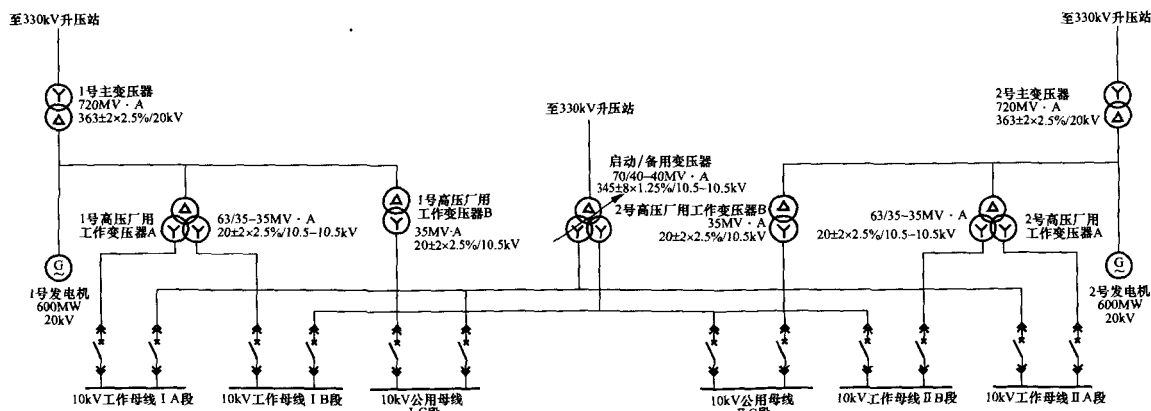 至330kV升压站
至330kV升压站
1号主变压器
720MV·A
363±2×2.5%/20kV
2号主变压器
720MV·A
363±2×2.5%/20kV
至330kV升压站
启动/备用变压器
70/40-40MV·A
345±8×1.25%/10.5~10.5kV
1号高压厂用
工作变压器A
63/35-35MV·A
20±2×2.5%/10.5-10.5kV
1号高压厂用
工作变压器B
35MV·A
20±2×2.5%/10.5kV
2号高压厂用工作变压器B
35MV·A
20±2×2.5%/10.5kV
63/35-35MV·A
20±2×2.5%/10.5-10.5kV
2号高压厂用
工作变压器A
G
1号发电机
600MW
20kV
G
2号发电机
600MW
20kV
10kV工作母线ⅠA段
10kV工作母线ⅠB段
10kV公用母线
10kV公用母线
10kV工作母线ⅡB段
10kV工作母线ⅡA段